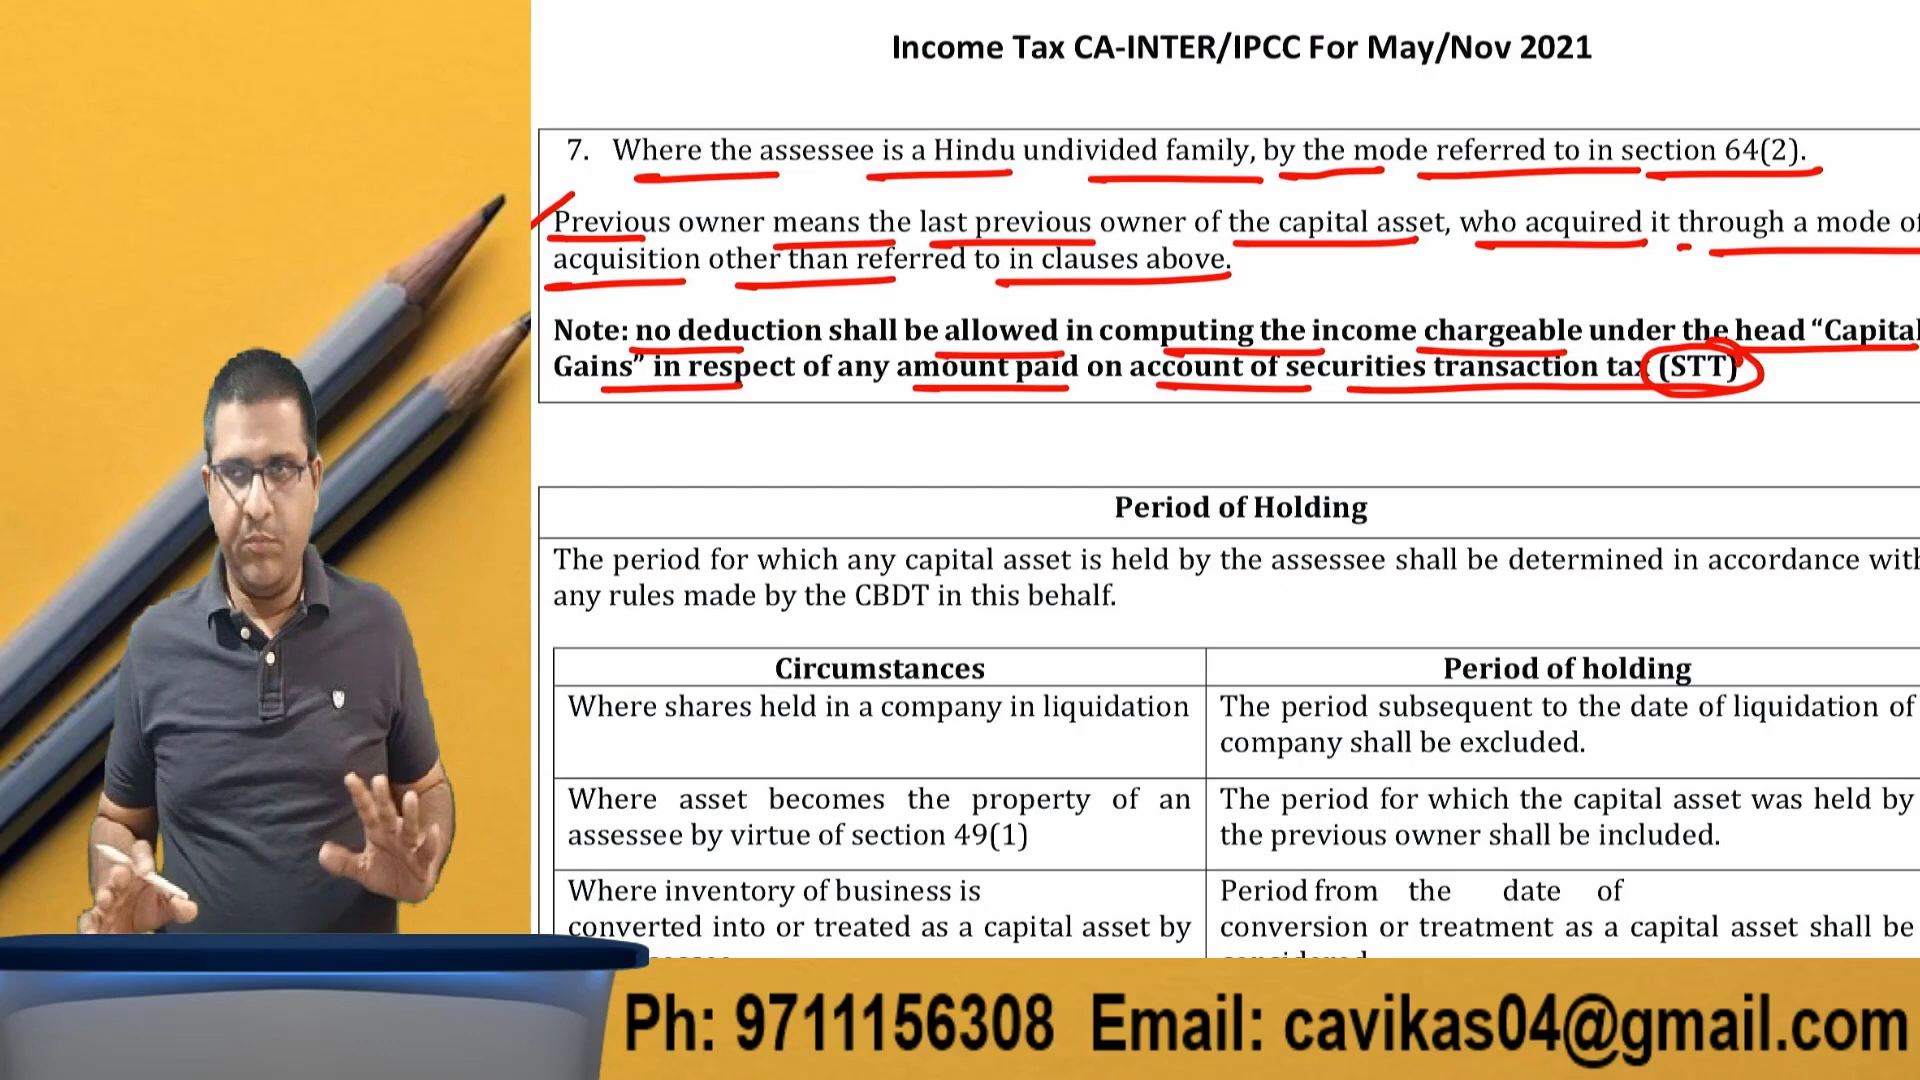 Income Tax CA-INTER/IPCC For May/Nov 2021
7. Where the assessee is a Hindu undivided family, by the mode referred to in section 64(2).
Previous owner means the last previous owner of the capital asset, who acquired it through a mode of
acquisition other than referred to in clauses above.
Note: no deduction shall be allowed in computing the income chargeable under the head “Capital
Gains” in respect of any amount paid on account of securities transaction tax (STT)
Period of Holding
The period for which any capital asset is held by the assessee shall be determined in accordance with
any rules made by the CBDT in this behalf.
Circumstances
Period of holding
Where shares held in a company in liquidation
The period subsequent to the date of liquidation of
company shall be excluded.
Where asset becomes the property of an
assessee by virtue of section 49(1)
The period for which the capital asset was held by
the previous owner shall be included.
Where inventory of business is
converted into or treated as a capital asset by
Period from the date of
conversion or treatment as a capital asset shall be
Ph: 9711156308 Email: cavikas04@gmail.com